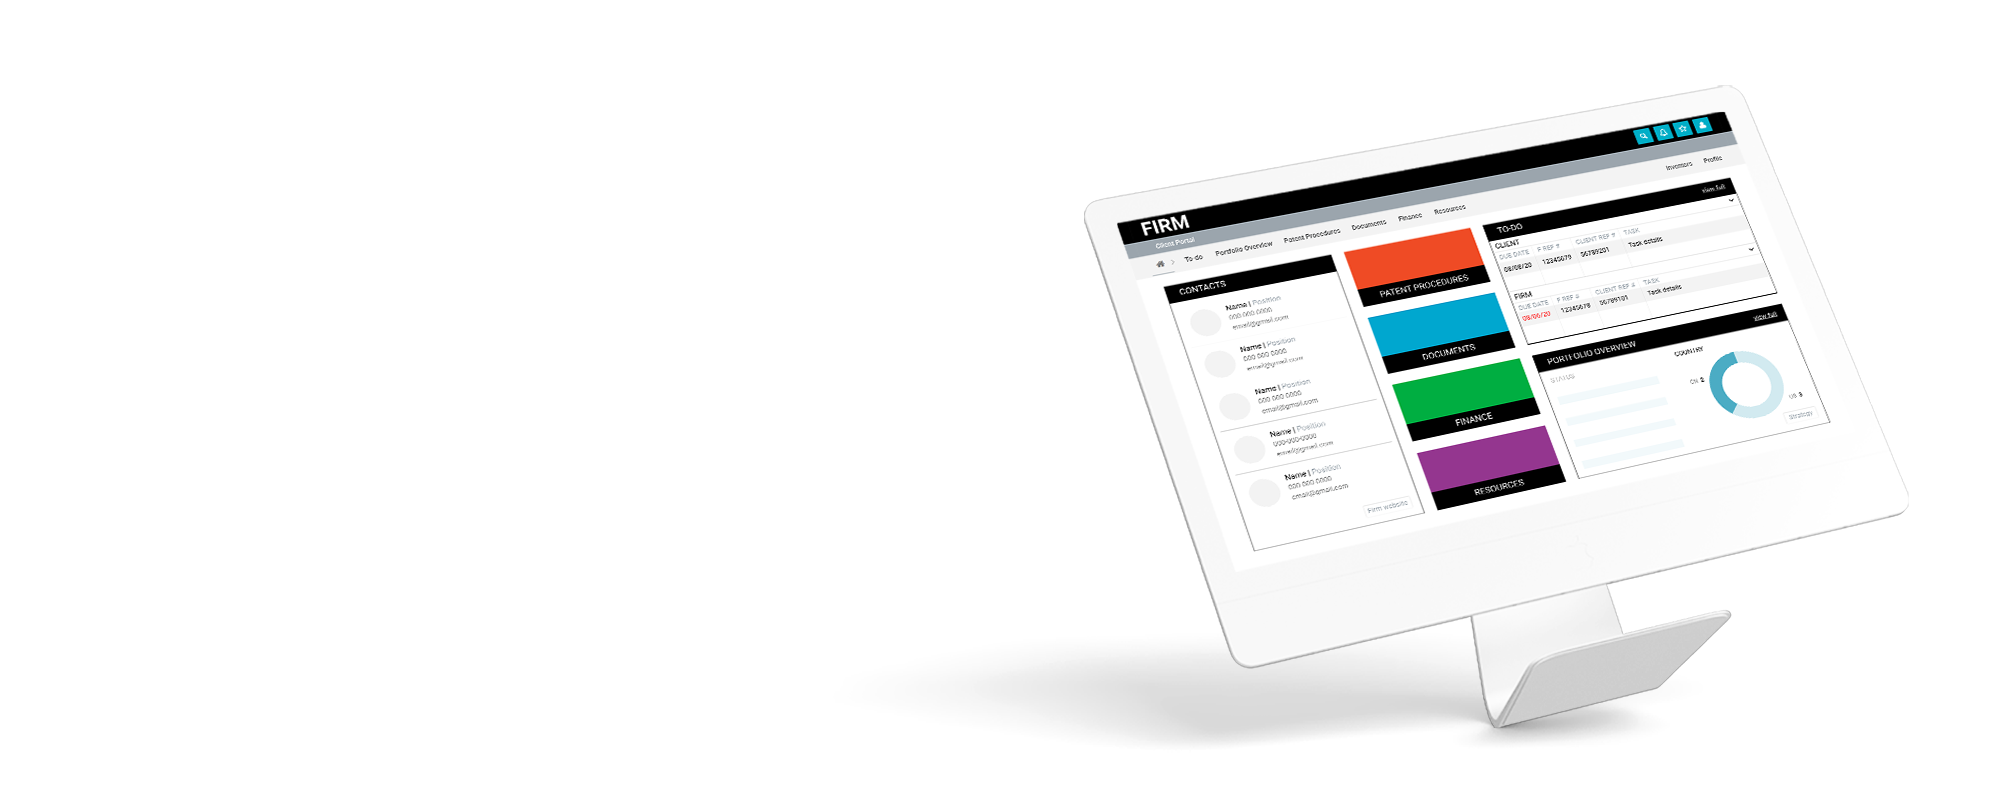 FIRM
Client Portal
To-do Portfolio Overview Patent Procedures Documents Finance Resources Inventors Profile
CONTACTS
Name | Position
000.000.0000
email@gmail.com
Name | Position
000.000.0000
email@gmail.com
Name | Position
000.000.0000
email@gmail.com
Name | Position
000-000-0000
email@gmail.com
Name | Position
000.000.0000
email@gmail.com
Firm website
PATENT PROCEDURES
DOCUMENTS
FINANCE
RESOURCES
TO-DO view full
CLIENT
DUE DATE F REF # CLIENT REF # TASK
08/08/20 12345678 56789201 Task details
FIRM
DUE DATE F REF # CLIENT REF # TASK
08/06/20 12345678 56789101 Task details
PORTFOLIO OVERVIEW view full
STATUS
COUNTRY
CN 2
US 3